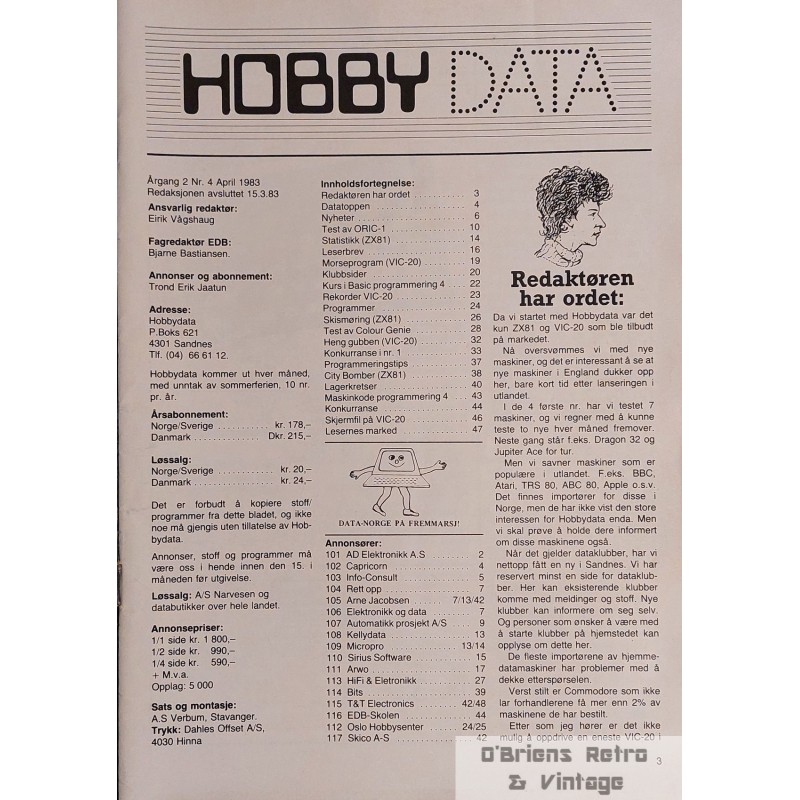 HOBBY DATA
Årgang 2 Nr. 4 April 1983
Redaksjonen avsluttet 15.3.83
Ansvarlig redaktør:
Eirik Vågshaug
Fagredaktør EDB:
Bjarne Bastiansen.
Annonser og abonnement:
Trond Erik Jaatun
Adresse:
Hobbydata
P.Boks 621
4301 Sandnes
Tlf. (04) 66 61 12.
Hobbydata kommer ut hver måned,
med unntak av sommerferien, 10 nr.
pr. år.
Årsabonnement:
Norge/Sverige .......... kr. 178,–
Danmark .......... Dkr. 215,–
Løssalg:
Norge/Sverige .......... kr. 20,–
Danmark .......... kr. 24,–
Det er forbudt å kopiere stoff/
programmer fra dette bladet, og ikke
noe må gjengis uten tillatelse av Hob-
bydata.
Annonser, stoff og programmer må
være oss i hende innen den 15. i
måneden før utgivelse.
Løssalg: A/S Narvesen og
databutikker over hele landet.
Annonsepriser:
1/1 side kr. 1 800,–
1/2 side kr. 990,–
1/4 side kr. 590,–
+ M.v.a.
Opplag: 5 000
Sats og montasje:
A.S Verbum, Stavanger.
Trykk: Dahles Offset A/S,
4030 Hinna
Innholdsfortegnelse:
Redaktøren har ordet .......... 3
Datatoppen .......... 4
Nyheter .......... 6
Test av ORIC-1 .......... 10
Statistikk (ZX81) .......... 14
Leserbrev .......... 16
Morseprogram (VIC-20) .......... 19
Klubbsider .......... 20
Kurs i Basic programmering 4 .... 22
Rekorder VIC-20 .......... 23
Programmer .......... 24
Skismøring (ZX81) .......... 26
Test av Colour Genie .......... 28
Heng gubben (VIC-20) .......... 32
Konkurranse i nr. 1 .......... 33
Programmeringstips .......... 37
City Bomber (ZX81) .......... 38
Lagerkretser .......... 40
Maskinkode programmering 4 .... 43
Konkurranse .......... 44
Skjermfil på VIC-20 .......... 46
Lesernes marked .......... 47
DATA-NORGE PÅ FREMMARSJ!
Annonsører:
101 AD Elektronikk A.S .......... 2
102 Capricorn .......... 4
103 Info-Consult .......... 5
104 Rett opp .......... 7
105 Arne Jacobsen .......... 7/13/42
106 Elektronikk og data .......... 7
107 Automatikk prosjekt A/S .... 9
108 Kellydata .......... 13
109 Micropro .......... 13/14
110 Sirius Software .......... 15
111 Arwo .......... 17
113 HiFi & Eletronikk .......... 27
114 Bits .......... 39
115 T&T Electronics .......... 42/48
116 EDB-Skolen .......... 44
112 Oslo Hobbysenter .......... 24/25
117 Skico A-S .......... 42
Redaktøren
har ordet:
Da vi startet med Hobbydata var det
kun ZX81 og VIC-20 som ble tilbudt
på markedet.
Nå oversvømmes vi med nye
maskiner, og det er interessant å se at
nye maskiner i England dukker opp
her, bare kort tid etter lanseringen i
utlandet.
I de 4 første nr. har vi testet 7
maskiner, og vi regner med å kunne
teste to nye hver måned fremover.
Neste gang står f.eks. Dragon 32 og
Jupiter Ace for tur.
Men vi savner maskiner som er
populære i utlandet. F.eks. BBC,
Atari, TRS 80, ABC 80, Apple o.s.v.
Det finnes importører for disse i
Norge, men de har ikke vist den store
interessen for Hobbydata enda. Men
vi skal prøve å holde dere informert
om disse maskinene også.
Når det gjelder dataklubber, har vi
nettopp fått en ny i Sandnes. Vi har
reservert minst en side for dataklub-
ber. Her kan eksisterende klubber
komme med meldinger og stoff. Nye
klubber kan informere om seg selv.
Og personer som ønsker å være med
å starte klubber på hjemstedet kan
opplyse om dette her.
De fleste importørene av hjemme-
datamaskiner har problemer med å
dekke etterspørselen.
Verst stilt er Commodore som ikke
lar forhandlerene få mer enn 2% av
maskinene de har bestilt.
Etter som jeg hører er det ikke
mulig å oppdrive en eneste VIC-20 i
3
O'Briens Retro
& Vintage